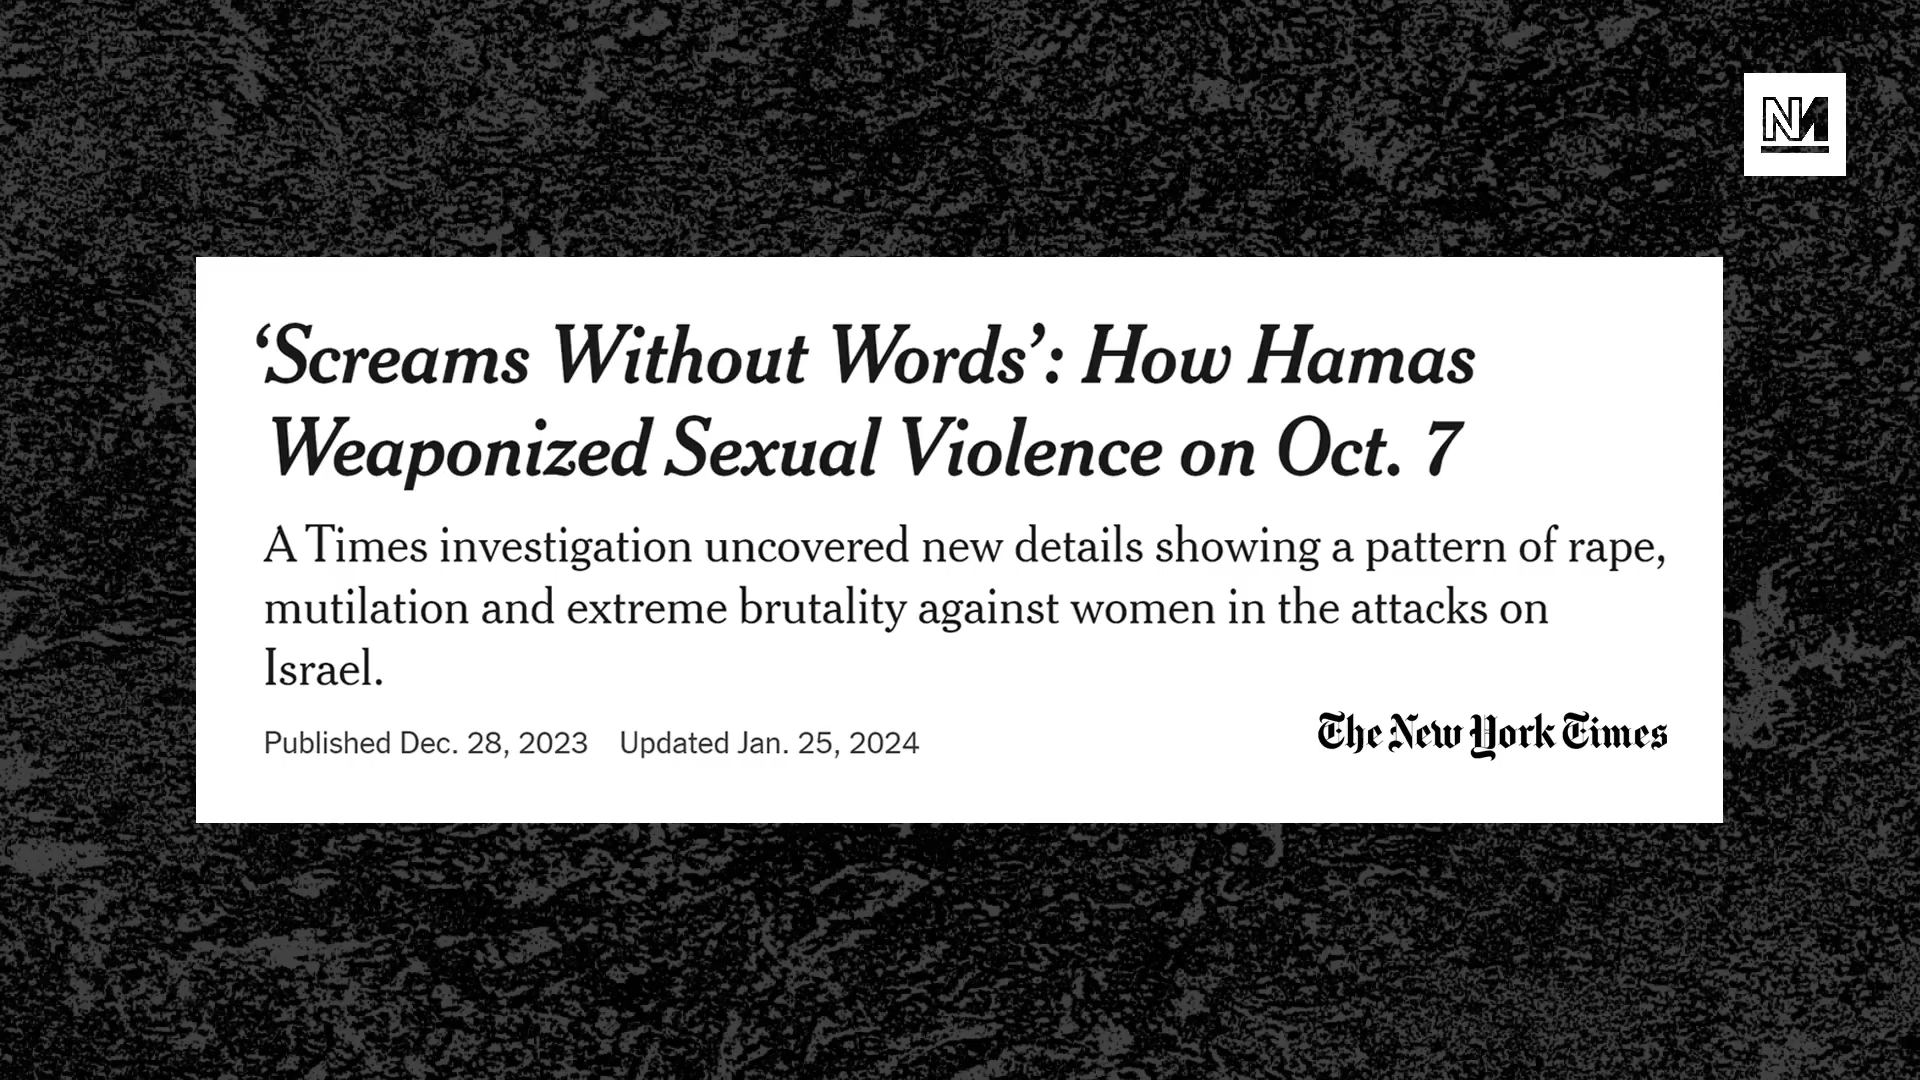 NM
‘Screams Without Words’: How Hamas
Weaponized Sexual Violence on Oct. 7
A Times investigation uncovered new details showing a pattern of rape,
mutilation and extreme brutality against women in the attacks on
Israel.
Published Dec. 28, 2023 Updated Jan. 25, 2024
The New York Times